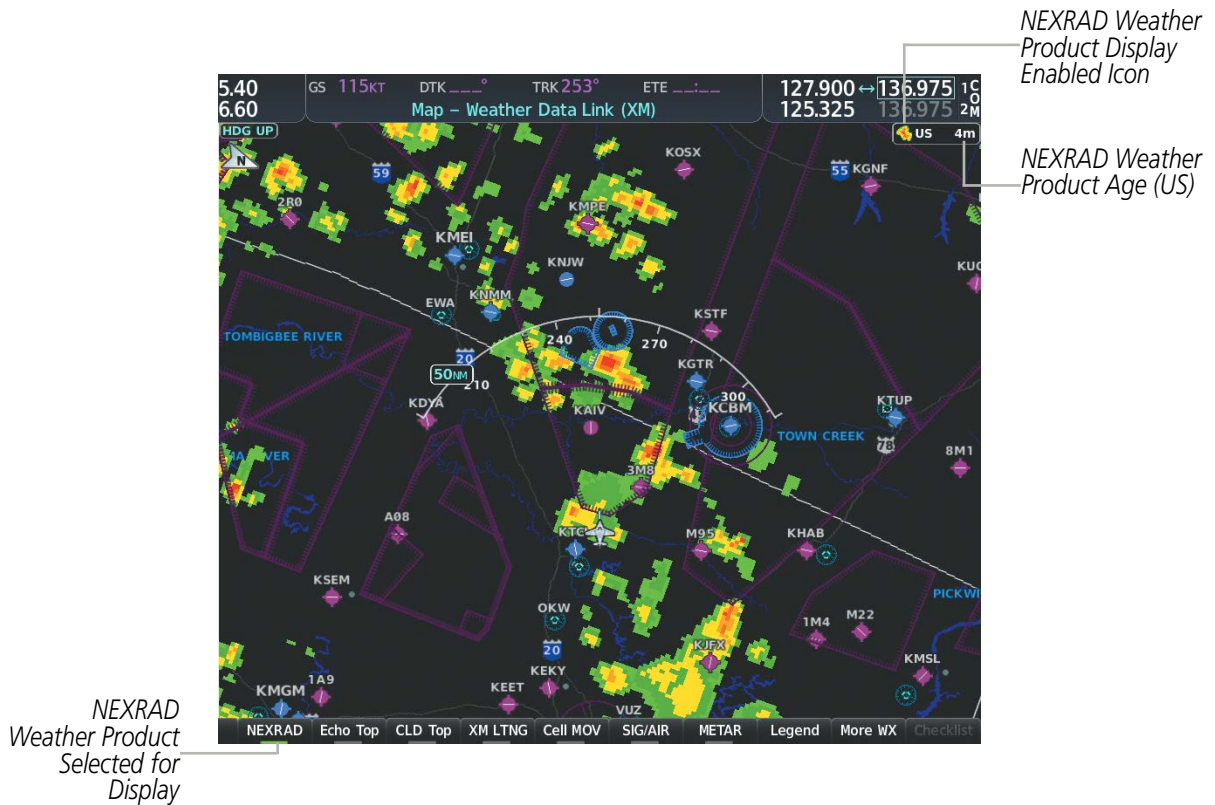 NEXRAD Weather
Product Display
Enabled Icon
5.40 GS 115KT DTK ___° TRK 253° ETE __:__ 127.900 ↔ 136.975 1 C
O
6.60 Map – Weather Data Link (XM) 125.325 136.975 2 M
HDG UP
US 4m
N
NEXRAD Weather
Product Age (US)
59
KOSX
55 KGNF
2R0
KMPE
KMEI
KNJW
EWA
KNMM
KSTF
TOMBIGBEE RIVER
240
270
20
KGTR
50NM
210
300
KDYA
KAIV
KCBM
KTUP
TOWN CREEK
78
8M1
3M8
A08
M95
KHAB
KSEM
PICKWI
OKW
1M4
M22
20
KJFX
KMSL
KEKY
1A9
KMGM
KEET
VUZ
NEXRAD Echo Top CLD Top XM LTNG Cell MOV SIG/AIR METAR Legend More WX Checklist
NEXRAD
Weather Product
Selected for
Display